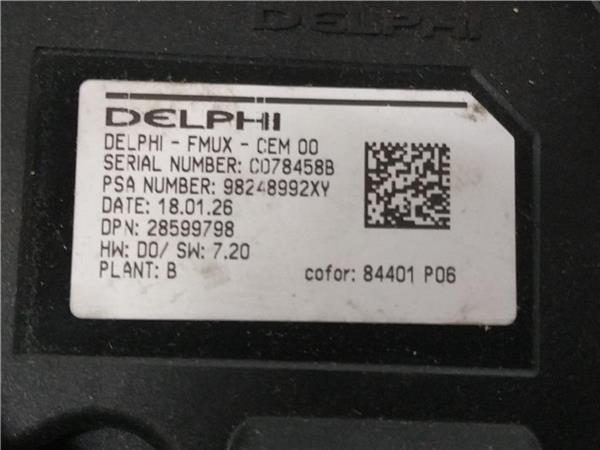 DELPHI
DELPHI
DELPHI - FMUX - CEM 00
SERIAL NUMBER: C078458B
PSA NUMBER: 98248992XY
DATE: 18.01.26
DPN: 28599798
HW: D0/ SW: 7.20
PLANT: B
cofor: 84401 P06